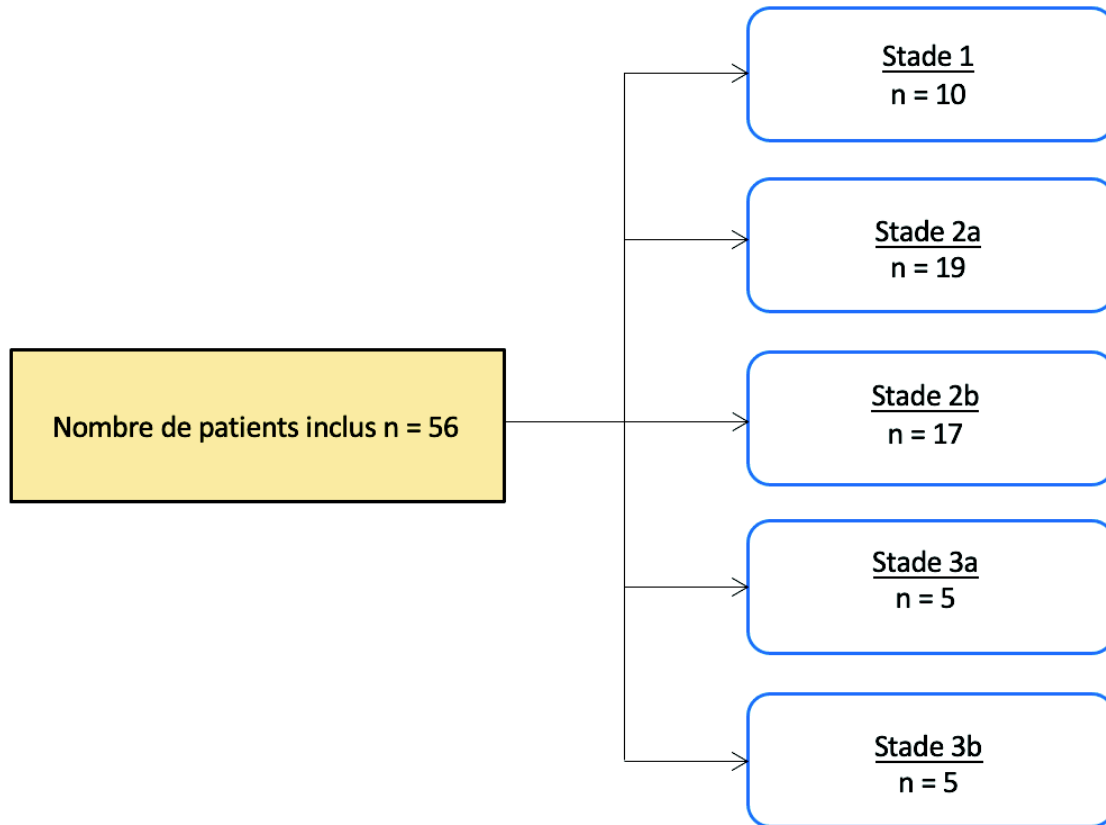 Stade 1
n = 10
Stade 2a
n = 19
Nombre de patients inclus n = 56
Stade 2b
n = 17
Stade 3a
n = 5
Stade 3b
n = 5